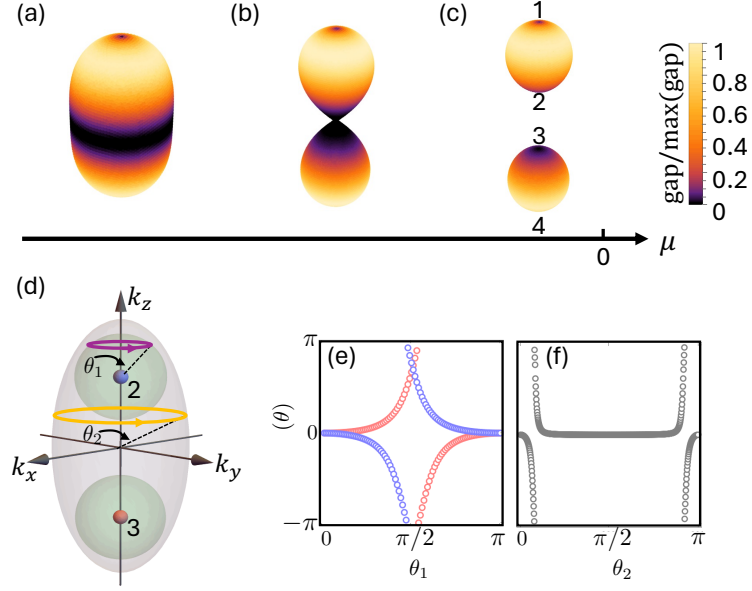 (a)
(b)
(c)
1
2
3
4
gap/max(gap)
1
0.8
0.6
0.4
0.2
0
μ
0
(d)
k_z
θ_1
2
θ_2
k_x
k_y
3
(e)
π
0
−π
(θ)
0
π/2
π
θ_1
(f)
0
π/2
π
θ_2